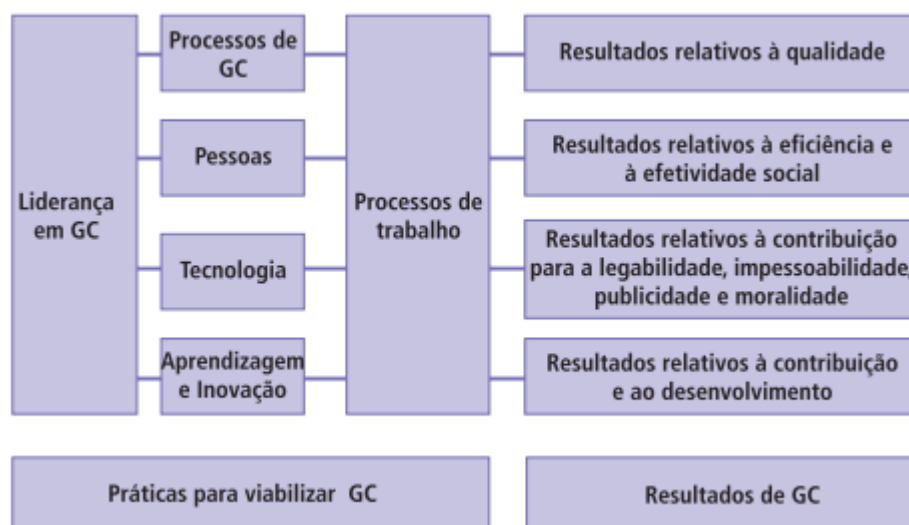 Liderança
em GC
Processos de
GC
Pessoas
Tecnologia
Aprendizagem
e Inovação
Processos de
trabalho
Resultados relativos à qualidade
Resultados relativos à eficiência e
à efetividade social
Resultados relativos à contribuição
para a legabilidade, impessoabilidade,
publicidade e moralidade
Resultados relativos à contribuição
e ao desenvolvimento
Práticas para viabilizar GC
Resultados de GC